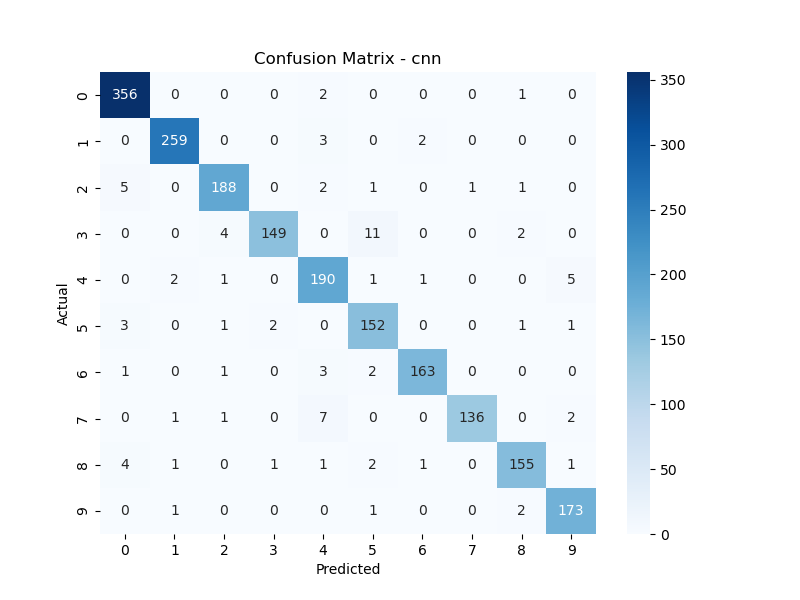 Confusion Matrix - cnn
0 356 0 0 0 2 0 0 0 1 0
1 0 259 0 0 3 0 2 0 0 0
2 5 0 188 0 2 1 0 1 1 0
3 0 0 4 149 0 11 0 0 2 0
4 0 2 1 0 190 1 1 0 0 5
5 3 0 1 2 0 152 0 0 1 1
6 1 0 1 0 3 2 163 0 0 0
7 0 1 1 0 7 0 0 136 0 2
8 4 1 0 1 1 2 1 0 155 1
9 0 1 0 0 0 1 0 0 2 173
0 1 2 3 4 5 6 7 8 9
Predicted
Actual
350
300
250
200
150
100
50
0